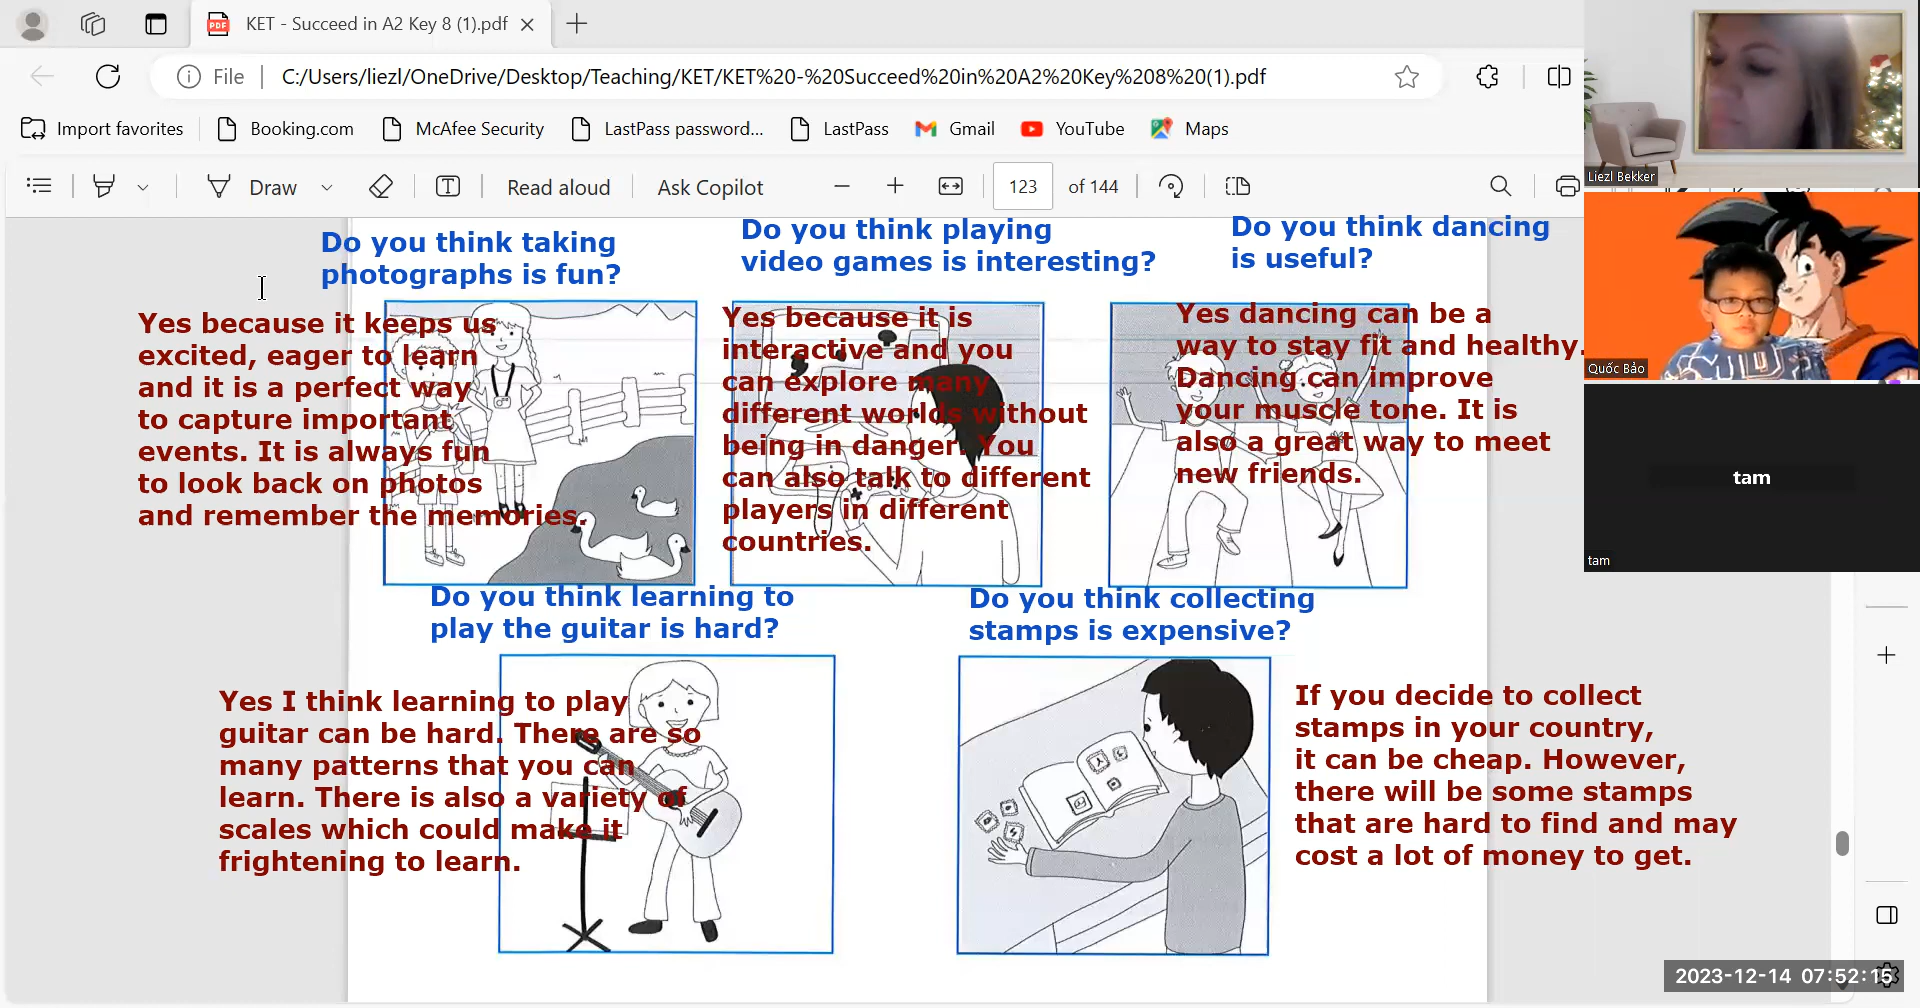 KET - Succeed in A2 Key 8 (1).pdf
File
C:/Users/liezl/OneDrive/Desktop/Teaching/KET/KET%20-%20Succeed%20in%20A2%20Key%208%20(1).pdf
Import favorites
Booking.com
McAfee Security
LastPass password...
LastPass
Gmail
YouTube
Maps
Draw
Read aloud
Ask Copilot
123
of 144
Do you think taking
photographs is fun?
Yes because it keeps us
excited, eager to learn
and it is a perfect way
to capture important
events. It is always fun
to look back on photos
and remember the memories.
Do you think playing
video games is interesting?
Yes because it is
interactive and you
can explore many
different worlds without
being in danger. You
can also talk to different
players in different
countries.
Do you think dancing
is useful?
Yes dancing can be a
way to stay fit and healthy.
Dancing can improve
your muscle tone. It is
also a great way to meet
new friends.
Do you think learning to
play the guitar is hard?
Yes I think learning to play
guitar can be hard. There are so
many patterns that you can
learn. There is also a variety of
scales which could make it
frightening to learn.
Do you think collecting
stamps is expensive?
If you decide to collect
stamps in your country,
it can be cheap. However,
there will be some stamps
that are hard to find and may
cost a lot of money to get.
Liezl Bekker
Quốc Bảo
tam
tam
2023-12-14 07:52:15